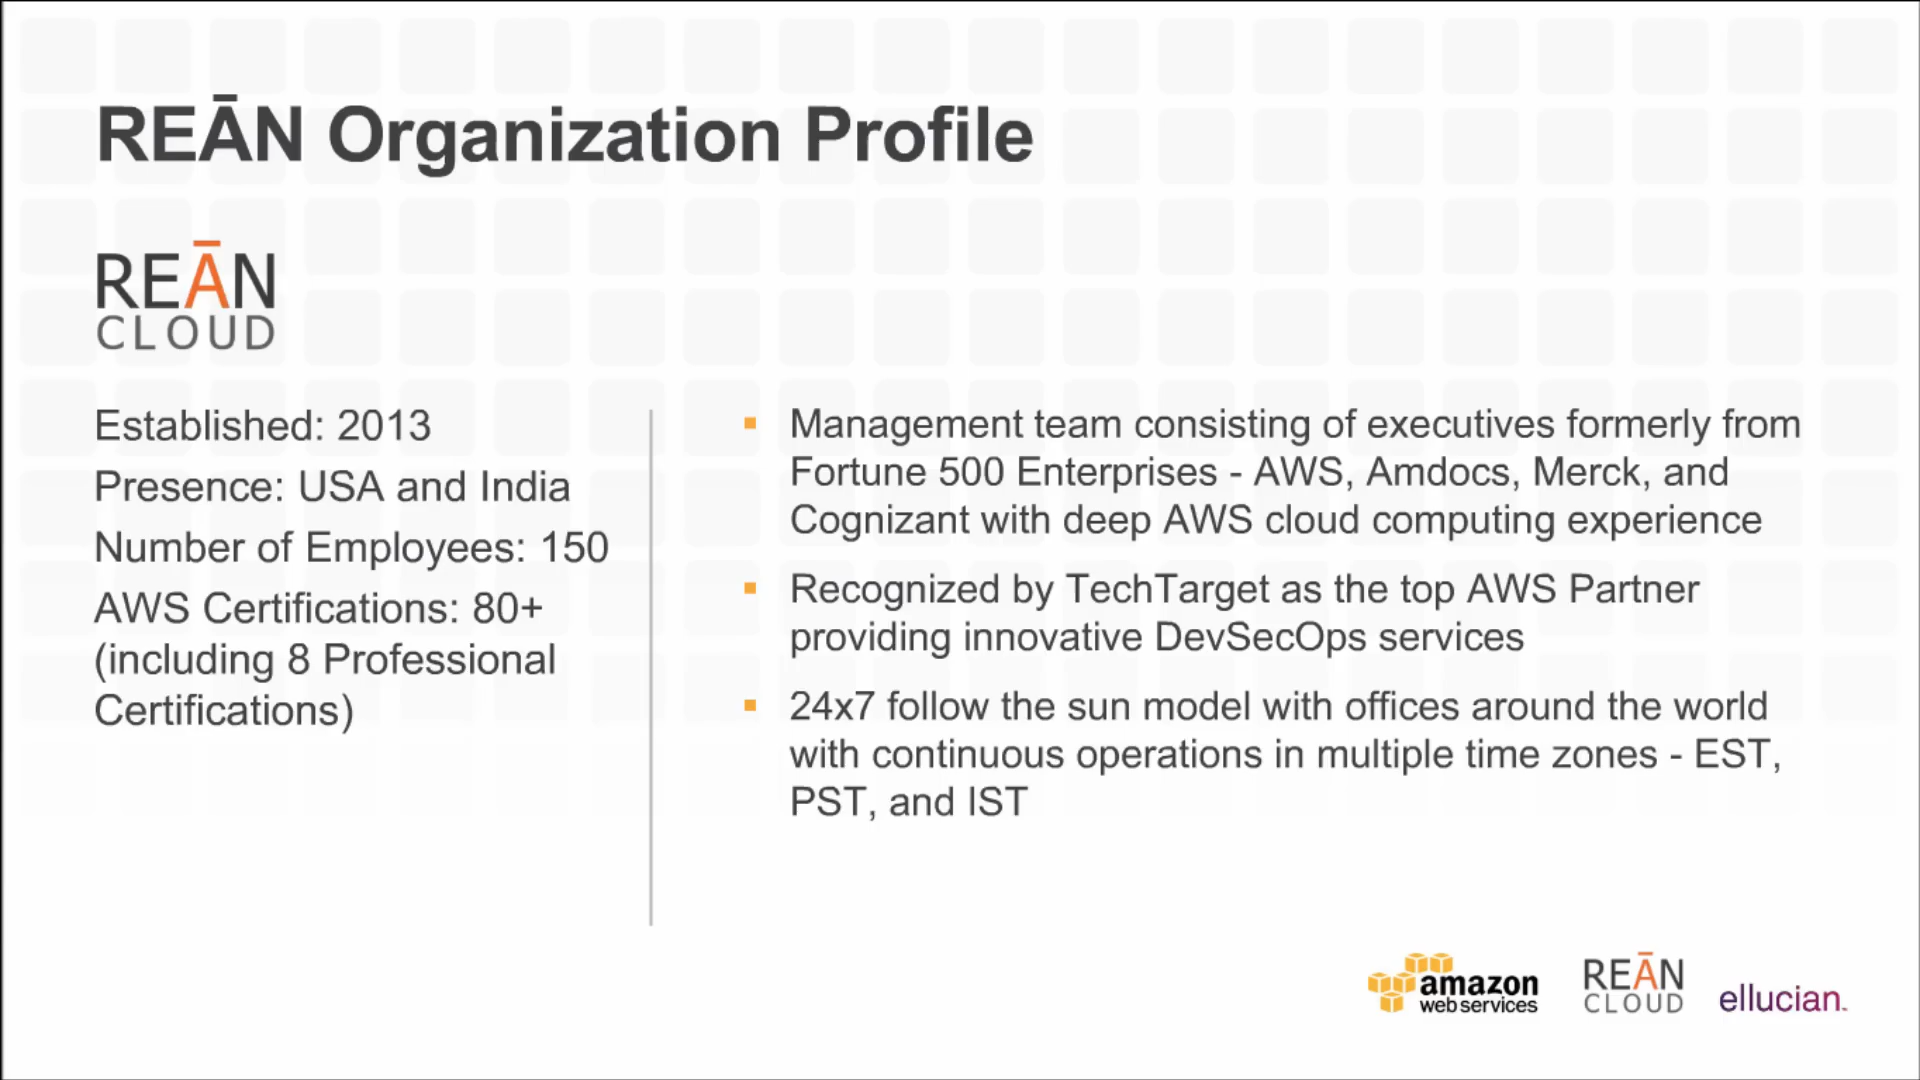 REĀN Organization Profile
REĀN
CLOUD
Established: 2013
Presence: USA and India
Number of Employees: 150
AWS Certifications: 80+
(including 8 Professional
Certifications)
▪ Management team consisting of executives formerly from
Fortune 500 Enterprises - AWS, Amdocs, Merck, and
Cognizant with deep AWS cloud computing experience
▪ Recognized by TechTarget as the top AWS Partner
providing innovative DevSecOps services
▪ 24x7 follow the sun model with offices around the world
with continuous operations in multiple time zones - EST,
PST, and IST
amazon
webservices
REĀN
CLOUD
ellucian